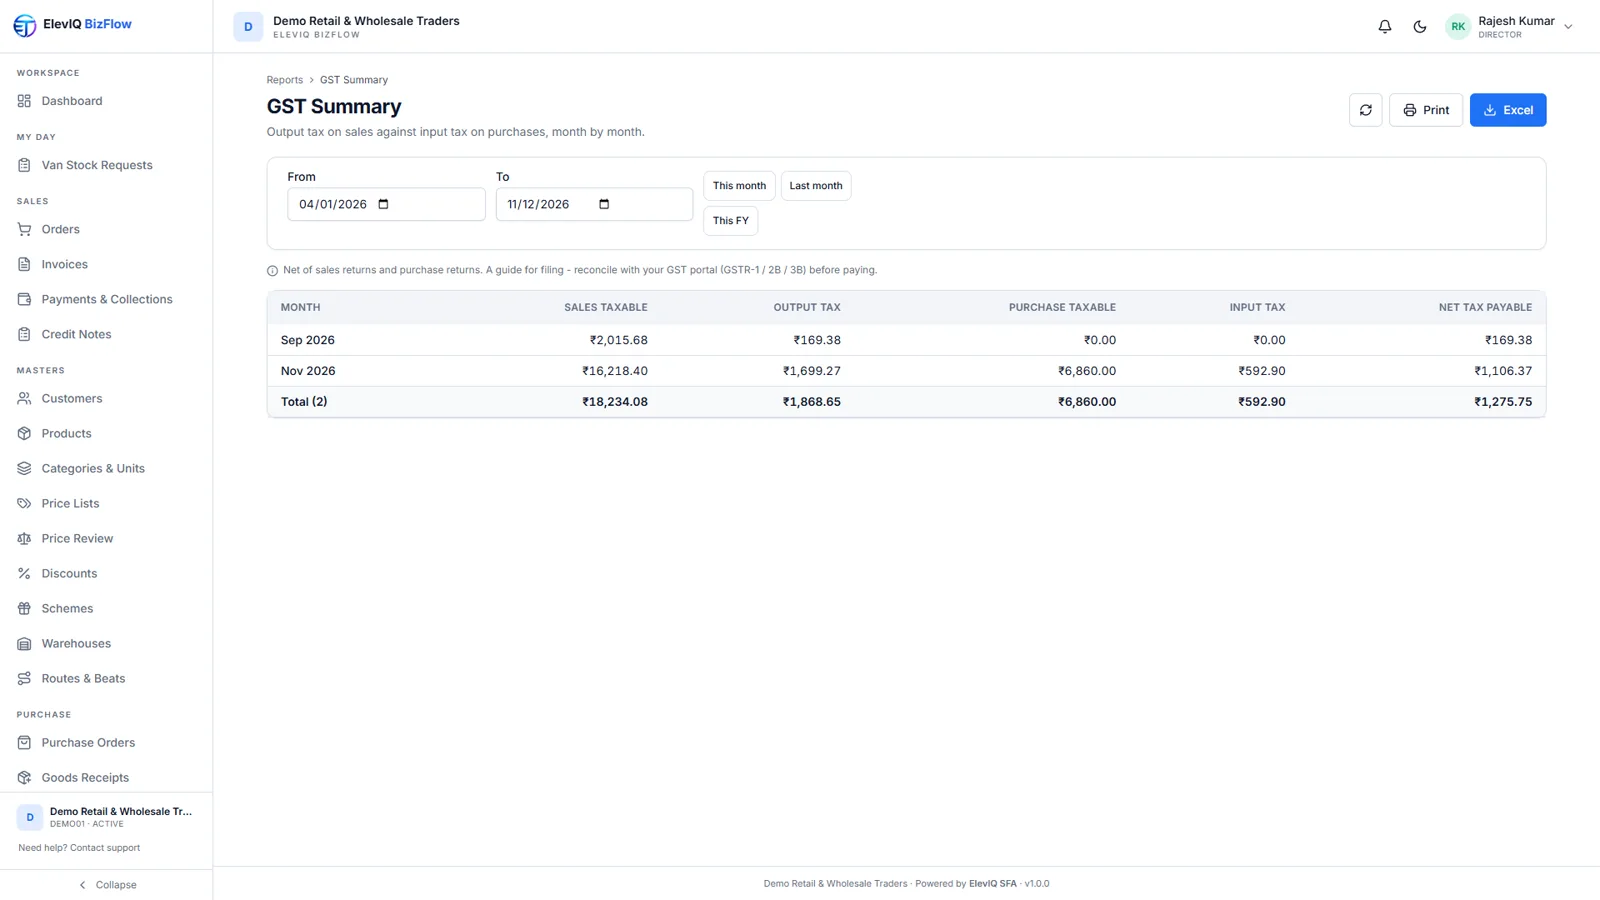 ElevIQ BizFlow
WORKSPACE
Dashboard
MY DAY
Van Stock Requests
SALES
Orders
Invoices
Payments & Collections
Credit Notes
MASTERS
Customers
Products
Categories & Units
Price Lists
Price Review
Discounts
Schemes
Warehouses
Routes & Beats
PURCHASE
Purchase Orders
Goods Receipts
D
Demo Retail & Wholesale Tr...
DEMO01 · ACTIVE
Need help? Contact support
Collapse
D
Demo Retail & Wholesale Traders
ELEVIQ BIZFLOW
RK
Rajesh Kumar
DIRECTOR
Reports > GST Summary
GST Summary
Output tax on sales against input tax on purchases, month by month.
Print
Excel
From To
04/01/2026 11/12/2026
This month Last month
This FY
Net of sales returns and purchase returns. A guide for filing - reconcile with your GST portal (GSTR-1 / 2B / 3B) before paying.
MONTH SALES TAXABLE OUTPUT TAX PURCHASE TAXABLE INPUT TAX NET TAX PAYABLE
Sep 2026 ₹2,015.68 ₹169.38 ₹0.00 ₹0.00 ₹169.38
Nov 2026 ₹16,218.40 ₹1,699.27 ₹6,860.00 ₹592.90 ₹1,106.37
Total (2) ₹18,234.08 ₹1,868.65 ₹6,860.00 ₹592.90 ₹1,275.75
Demo Retail & Wholesale Traders · Powered by ElevIQ SFA · v1.0.0